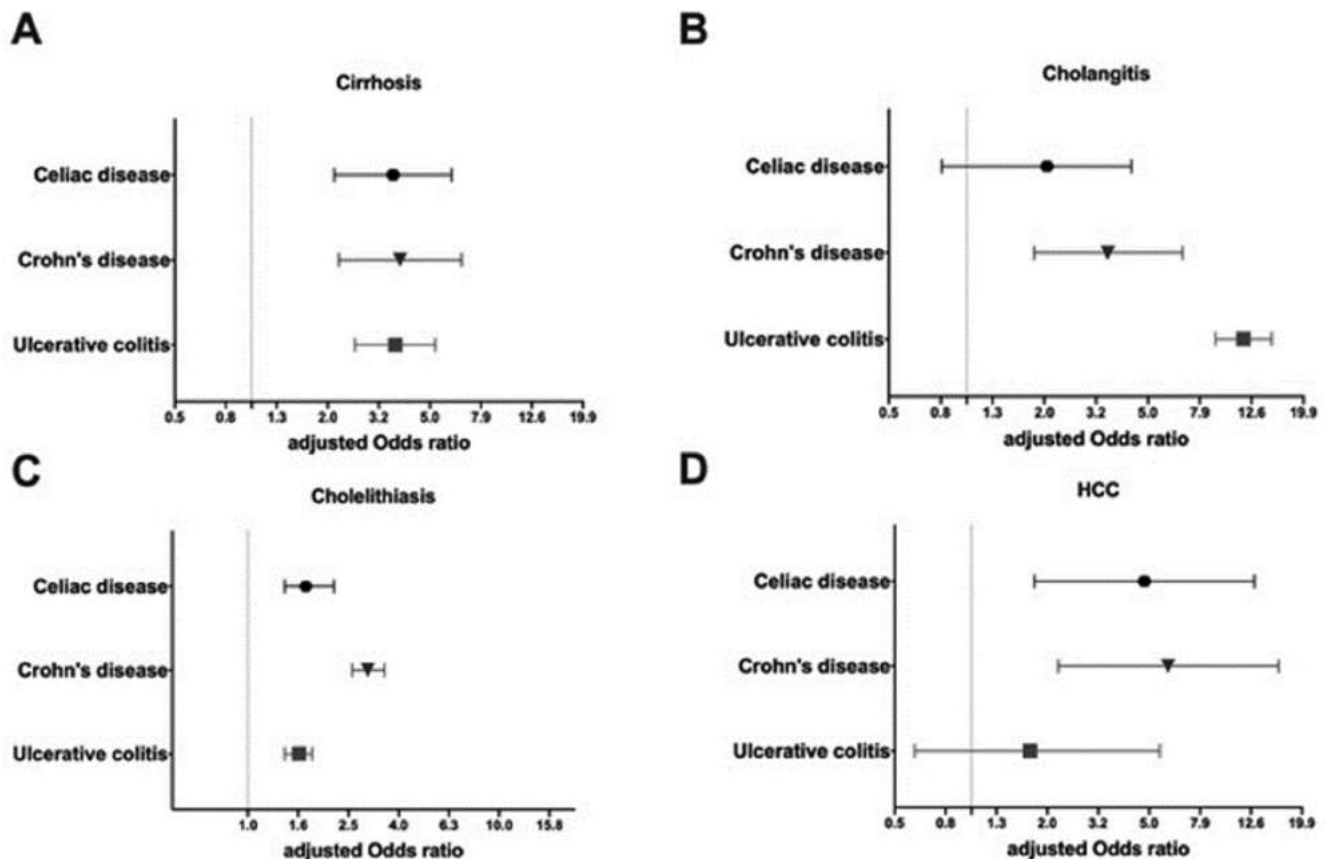 A
Cirrhosis
Celiac disease
Crohn's disease
Ulcerative colitis
0.5 0.8 1.3 2.0 3.2 5.0 7.9 12.6 19.9
adjusted Odds ratio
B
Cholangitis
Celiac disease
Crohn's disease
Ulcerative colitis
0.5 0.8 1.3 2.0 3.2 5.0 7.9 12.6 19.9
adjusted Odds ratio
C
Cholelithiasis
Celiac disease
Crohn's disease
Ulcerative colitis
1.0 1.6 2.5 4.0 6.3 10.0 15.8
adjusted Odds ratio
D
HCC
Celiac disease
Crohn's disease
Ulcerative colitis
0.5 0.8 1.3 2.0 3.2 5.0 7.9 12.6 19.9
adjusted Odds ratio